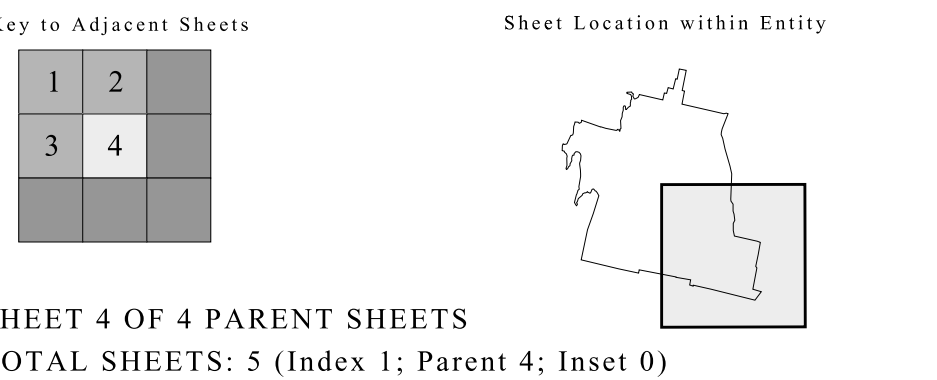 Key to Adjacent Sheets
Sheet Location within Entity
1 2
3 4
HEET 4 OF 4 PARENT SHEETS
OTAL SHEETS: 5 (Index 1; Parent 4; Inset 0)